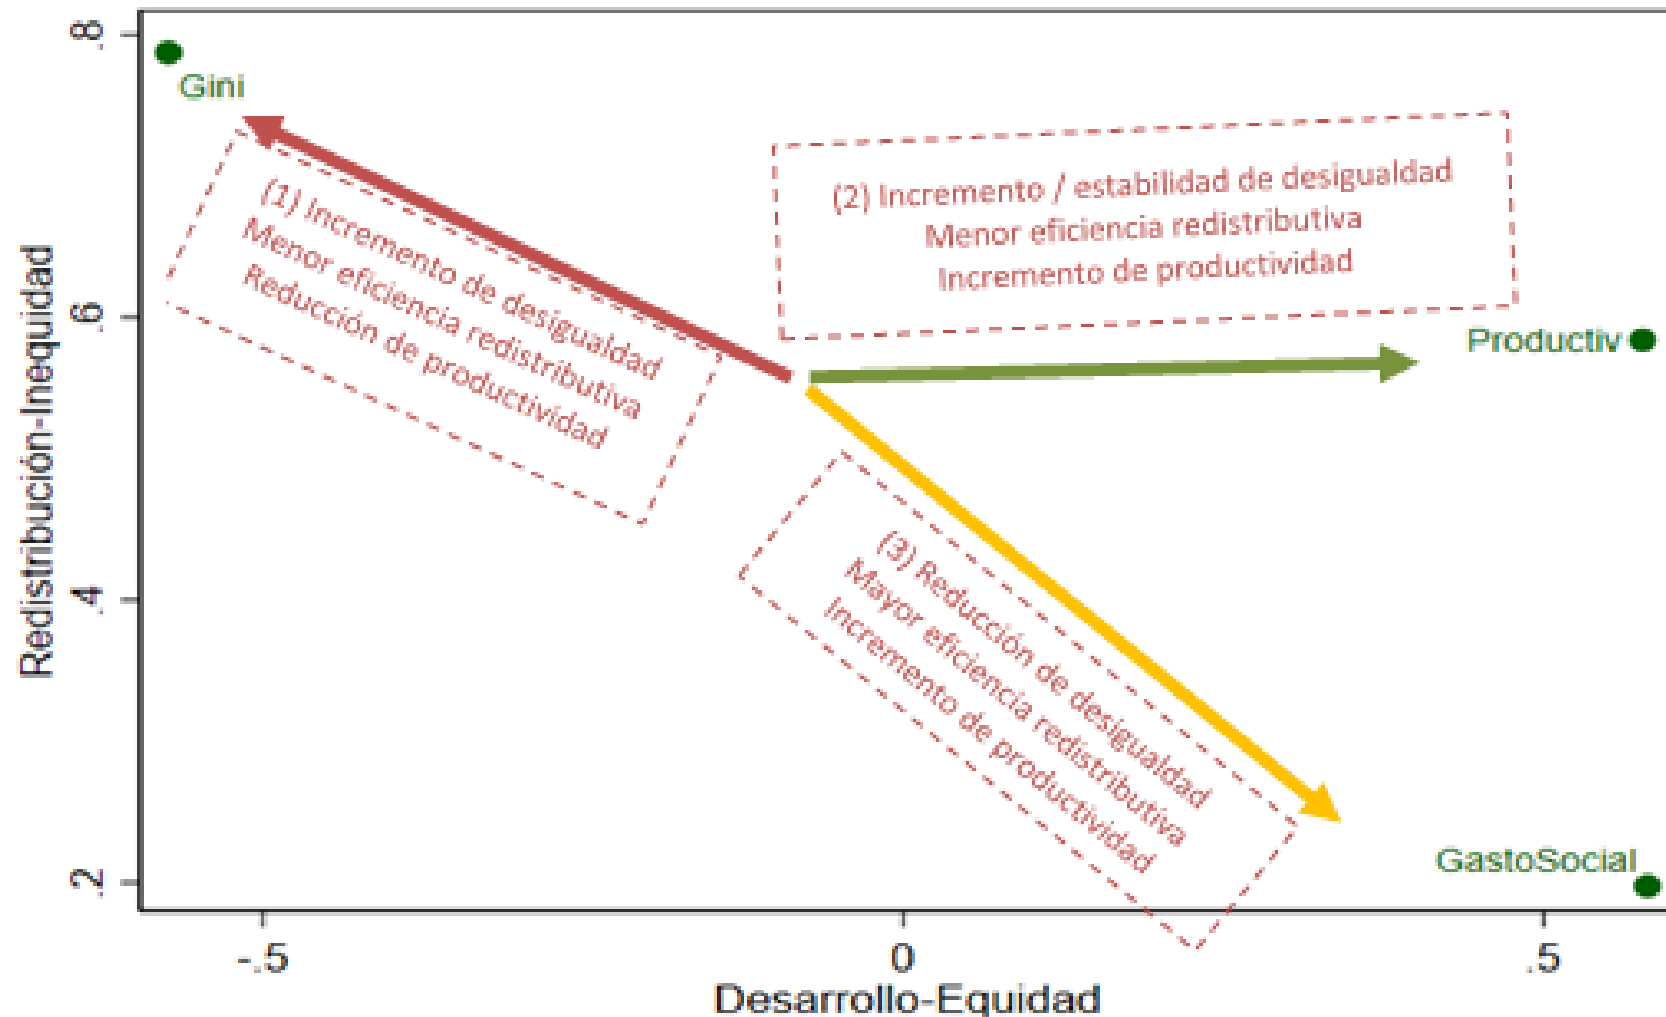 .8
Gini
(1) Incremento de desigualdad
Menor eficiencia redistributiva
Reducción de productividad
(2) Incremento / estabilidad de desigualdad
Menor eficiencia redistributiva
Incremento de productividad
.6
Productiv
Redistribución-Inequidad
(3) Reducción de desigualdad
Mayor eficiencia redistributiva
Incremento de productividad
.4
GastoSocial
.2
-.5
0
.5
Desarrollo-Equidad